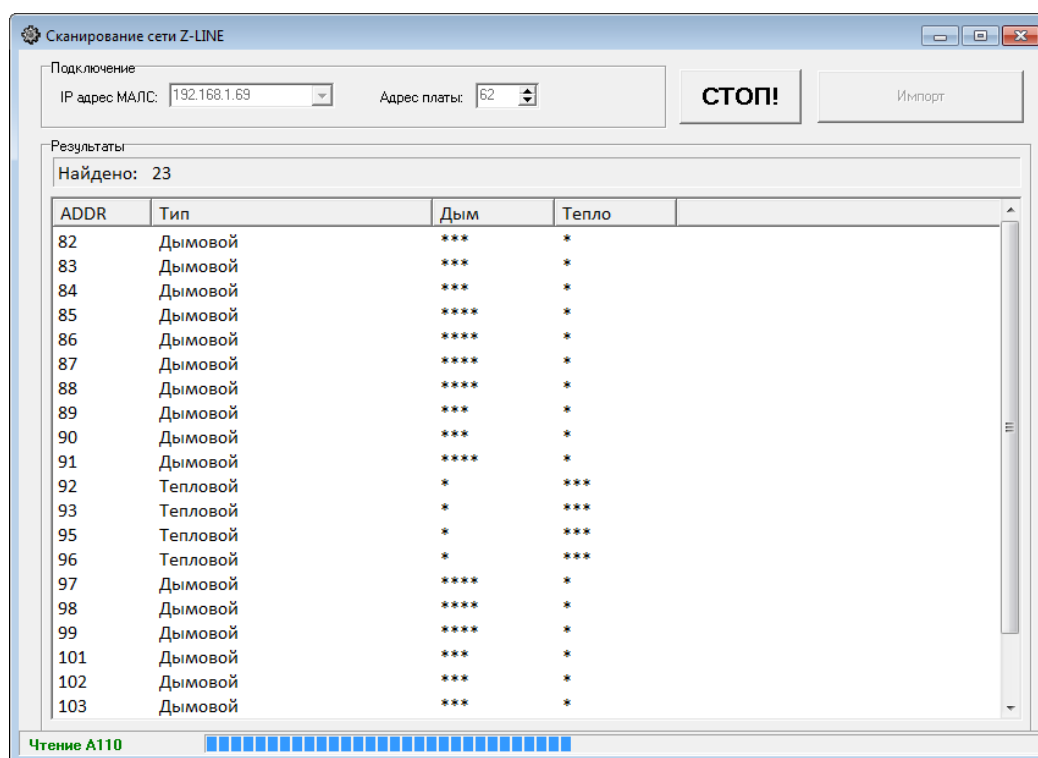 Сканирование сети Z-LINE
Подключение
IP адрес МАЛС: 192.168.1.69 Адрес платы: 62 СТОП! Импорт
Результаты
Найдено: 23
ADDR Тип Дым Тепло
82 Дымовой *** *
83 Дымовой *** *
84 Дымовой *** *
85 Дымовой **** *
86 Дымовой **** *
87 Дымовой **** *
88 Дымовой **** *
89 Дымовой *** *
90 Дымовой *** *
91 Дымовой **** *
92 Тепловой * ***
93 Тепловой * ***
95 Тепловой * ***
96 Тепловой * ***
97 Дымовой **** *
98 Дымовой **** *
99 Дымовой **** *
101 Дымовой *** *
102 Дымовой *** *
103 Дымовой *** *
Чтение A110